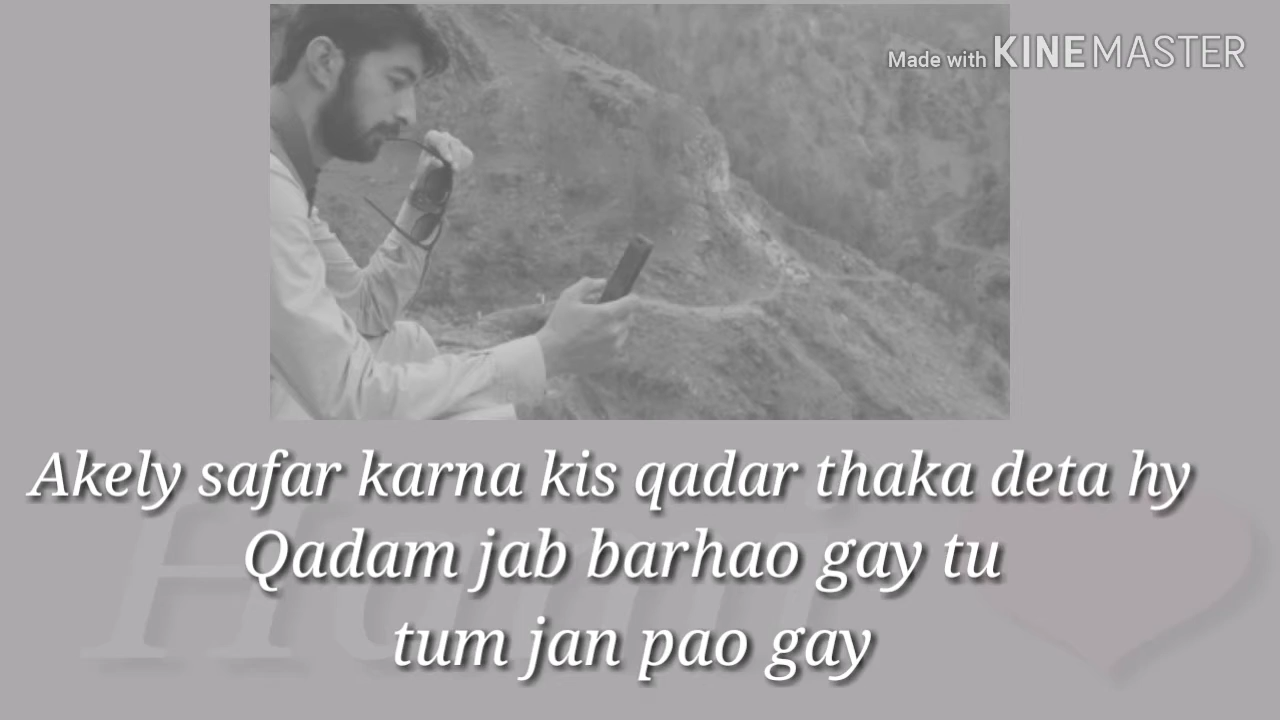 Made with KINEMASTER
Akely safar karna kis qadar thaka deta hy
Qadam jab barhao gay tu
tum jan pao gay